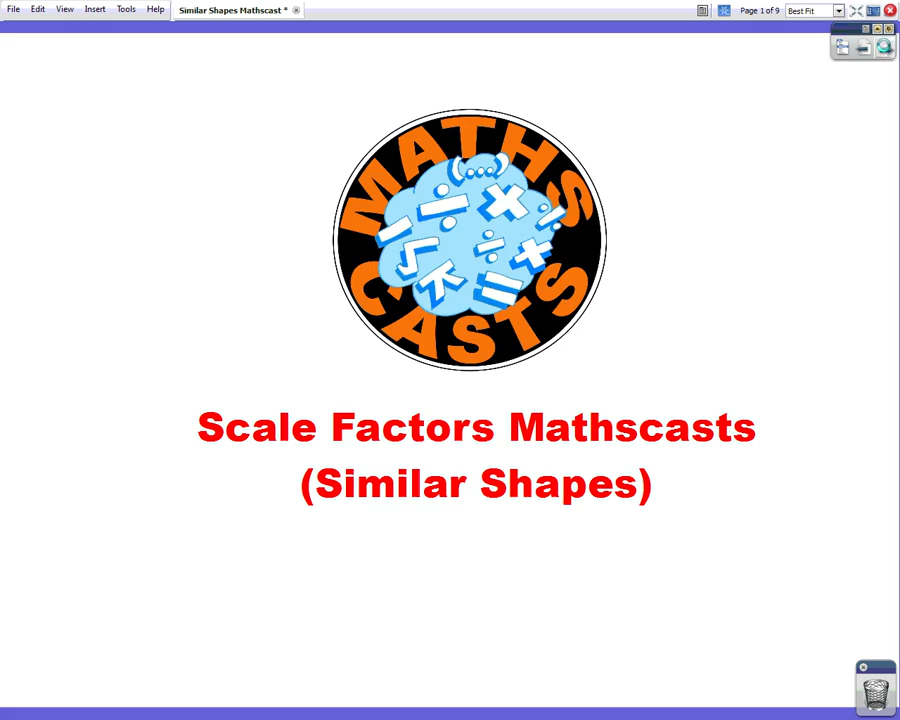 File Edit View Insert Tools Help Similar Shapes Mathscast * Page 1 of 9 Best Fit
MATHS
(...)
CASTS
Scale Factors Mathscasts
(Similar Shapes)